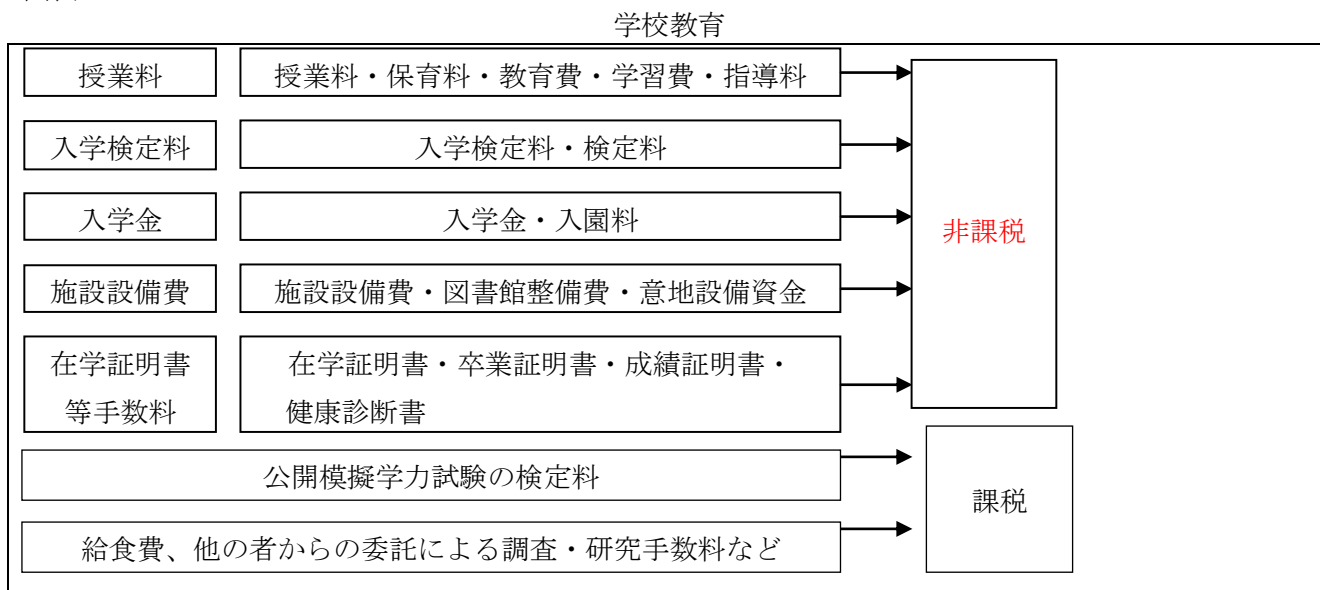 学校教育
授業料 授業料・保育料・教育費・学習費・指導料
入学検定料 入学検定料・検定料
入学金 入学金・入園料
非課税
施設設備費 施設設備費・図書館整備費・意地設備資金
在学証明書 在学証明書・卒業証明書・成績証明書・
等手数料 健康診断書
公開模擬学力試験の検定料
課税
給食費、他の者からの委託による調査・研究手数料など